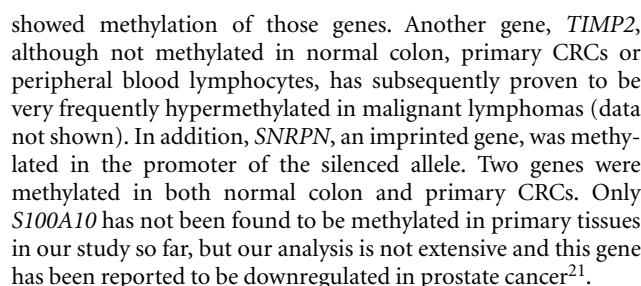 showed methylation of those genes. Another gene, TIMP2,
although not methylated in normal colon, primary CRCs or
peripheral blood lymphocytes, has subsequently proven to be
very frequently hypermethylated in malignant lymphomas (data
not shown). In addition, SNRPN, an imprinted gene, was methy-
lated in the promoter of the silenced allele. Two genes were
methylated in both normal colon and primary CRCs. Only
S100A10 has not been found to be methylated in primary tissues
in our study so far, but our analysis is not extensive and this gene
has been reported to be downregulated in prostate cancer21.